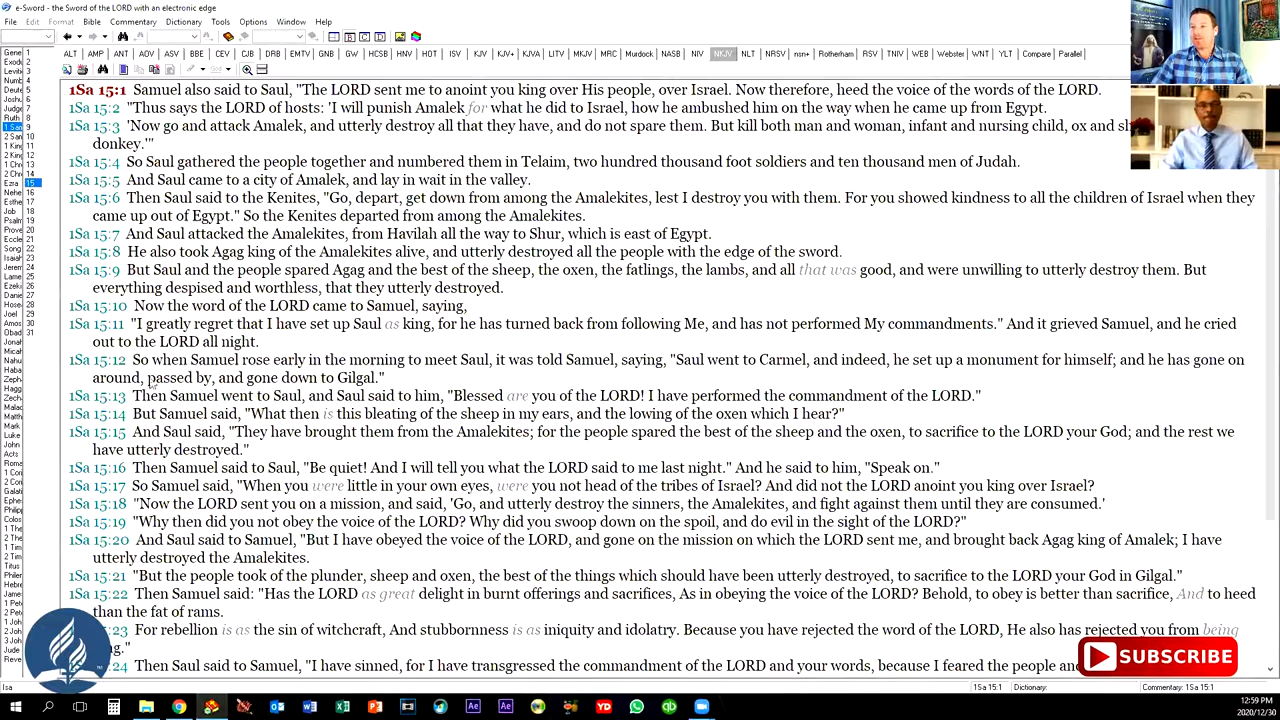 e-Sword - the Sword of the LORD with an electronic edge
File Edit Format Bible Commentary Dictionary Tools Options Window Help
ALT AMP ANT AOV ASV BBE CEV CJB DRB EMTV GNB GW HCSB HNV HOT ISV KJV KJV+ KJVA LITV MKJV MRC Murdock NASB NIV NKJV NLT NRSV non+ Rotherham RSV TNIV WEB Webster WNT YLT Compare Parallel
1Sa 15:1 Samuel also said to Saul, "The LORD sent me to anoint you king over His people, over Israel. Now therefore, heed the voice of the words of the LORD.
1Sa 15:2 "Thus says the LORD of hosts: 'I will punish Amalek for what he did to Israel, how he ambushed him on the way when he came up from Egypt.
1Sa 15:3 'Now go and attack Amalek, and utterly destroy all that they have, and do not spare them. But kill both man and woman, infant and nursing child, ox and
donkey.'"
1Sa 15:4 So Saul gathered the people together and numbered them in Telaim, two hundred thousand foot soldiers and ten thousand men of Judah.
1Sa 15:5 And Saul came to a city of Amalek, and lay in wait in the valley.
1Sa 15:6 Then Saul said to the Kenites, "Go, depart, get down from among the Amalekites, lest I destroy you with them. For you showed kindness to all the children of Israel when they
came up out of Egypt." So the Kenites departed from among the Amalekites.
1Sa 15:7 And Saul attacked the Amalekites, from Havilah all the way to Shur, which is east of Egypt.
1Sa 15:8 He also took Agag king of the Amalekites alive, and utterly destroyed all the people with the edge of the sword.
1Sa 15:9 But Saul and the people spared Agag and the best of the sheep, the oxen, the fatlings, the lambs, and all that was good, and were unwilling to utterly destroy them. But
everything despised and worthless, that they utterly destroyed.
1Sa 15:10 Now the word of the LORD came to Samuel, saying,
1Sa 15:11 "I greatly regret that I have set up Saul as king, for he has turned back from following Me, and has not performed My commandments." And it grieved Samuel, and he cried
out to the LORD all night.
1Sa 15:12 So when Samuel rose early in the morning to meet Saul, it was told Samuel, saying, "Saul went to Carmel, and indeed, he set up a monument for himself; and he has gone on
around, passed by, and gone down to Gilgal."
1Sa 15:13 Then Samuel went to Saul, and Saul said to him, "Blessed are you of the LORD! I have performed the commandment of the LORD."
1Sa 15:14 But Samuel said, "What then is this bleating of the sheep in my ears, and the lowing of the oxen which I hear?"
1Sa 15:15 And Saul said, "They have brought them from the Amalekites; for the people spared the best of the sheep and the oxen, to sacrifice to the LORD your God; and the rest we
have utterly destroyed."
1Sa 15:16 Then Samuel said to Saul, "Be quiet! And I will tell you what the LORD said to me last night." And he said to him, "Speak on."
1Sa 15:17 So Samuel said, "When you were little in your own eyes, were you not head of the tribes of Israel? And did not the LORD anoint you king over Israel?
1Sa 15:18 "Now the LORD sent you on a mission, and said, 'Go, and utterly destroy the sinners, the Amalekites, and fight against them until they are consumed.'
1Sa 15:19 "Why then did you not obey the voice of the LORD? Why did you swoop down on the spoil, and do evil in the sight of the LORD?"
1Sa 15:20 And Saul said to Samuel, "But I have obeyed the voice of the LORD, and gone on the mission on which the LORD sent me, and brought back Agag king of Amalek; I have
utterly destroyed the Amalekites.
1Sa 15:21 "But the people took of the plunder, sheep and oxen, the best of the things which should have been utterly destroyed, to sacrifice to the LORD your God in Gilgal."
1Sa 15:22 Then Samuel said: "Has the LORD as great delight in burnt offerings and sacrifices, As in obeying the voice of the LORD? Behold, to obey is better than sacrifice, And to heed
than the fat of rams.
:23 For rebellion is as the sin of witchcraft, And stubbornness is as iniquity and idolatry. Because you have rejected the word of the LORD, He also has rejected you from being
ng."
:24 Then Saul said to Samuel, "I have sinned, for I have transgressed the commandment of the LORD and your words, because I feared the people and
SUBSCRIBE
1sa
1Sa 15:1 Dictionary: Commentary: 1Sa 15:1
12:59 PM
2020/12/30